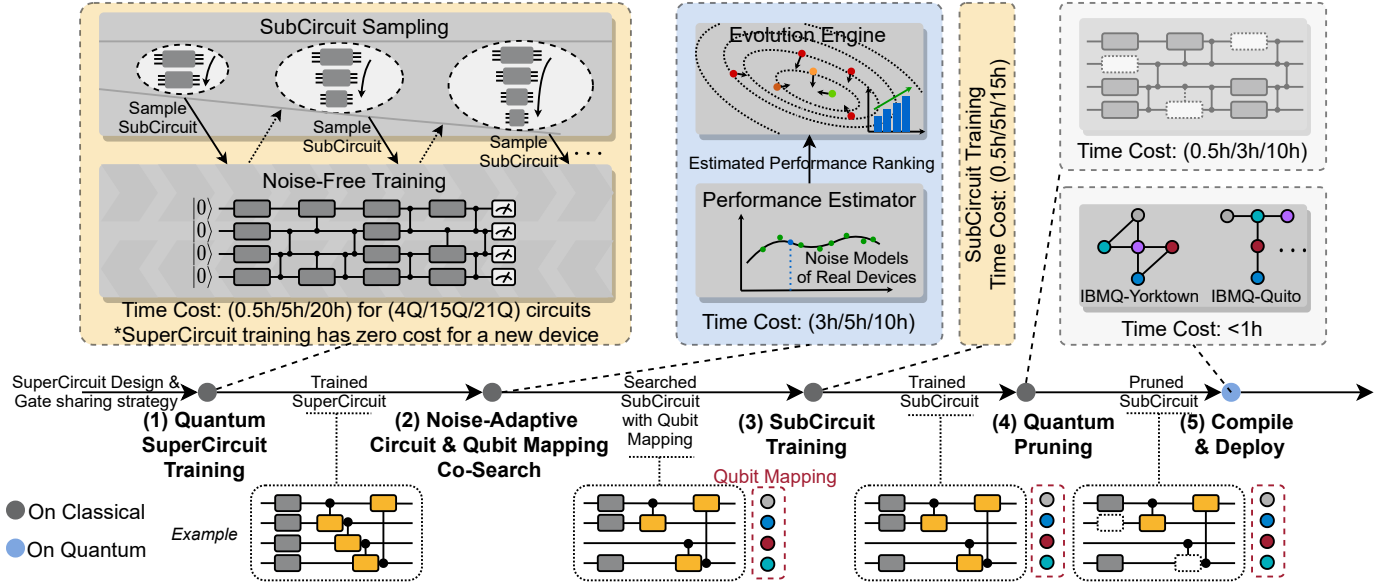 SubCircuit Sampling
Sample
SubCircuit
Sample
SubCircuit
Sample
SubCircuit
. . . .
Noise-Free Training
|0⟩
|0⟩
|0⟩
|0⟩
Time Cost: (0.5h/5h/20h) for (4Q/15Q/21Q) circuits
*SuperCircuit training has zero cost for a new device
Evolution Engine
Estimated Performance Ranking
Performance Estimator
Noise Models
of Real Devices
Time Cost: (3h/5h/10h)
SubCircuit Training
Time Cost: (0.5h/5h/15h)
Time Cost: (0.5h/3h/10h)
. . . .
IBMQ-Yorktown
IBMQ-Quito
Time Cost: <1h
SuperCircuit Design &
Gate sharing strategy
(1) Quantum
SuperCircuit
Training
Trained
SuperCircuit
(2) Noise-Adaptive
Circuit & Qubit Mapping
Co-Search
Searched
SubCircuit
with Qubit
Mapping
(3) SubCircuit
Training
Trained
SubCircuit
(4) Quantum
Pruning
Pruned
SubCircuit
(5) Compile
& Deploy
Qubit Mapping
On Classical
On Quantum
Example